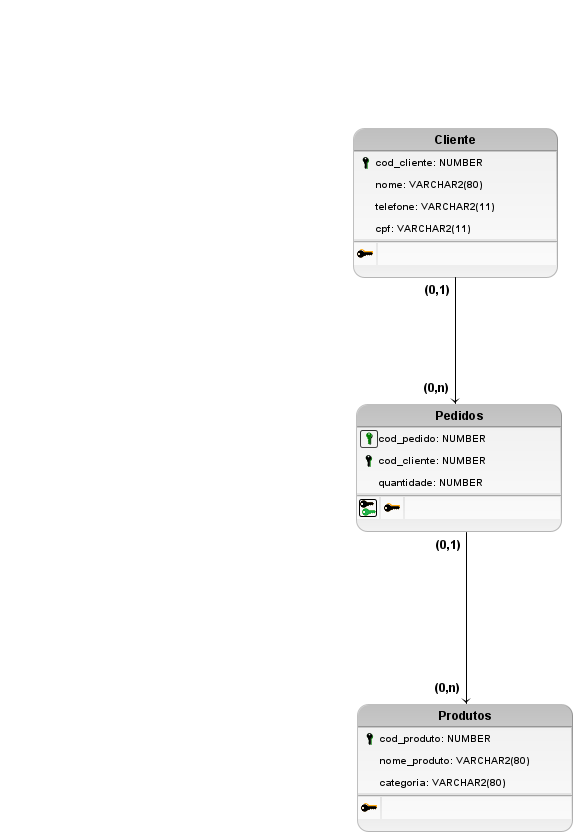 Cliente
cod_cliente: NUMBER
nome: VARCHAR2(80)
telefone: VARCHAR2(11)
cpf: VARCHAR2(11)
(0,1)
(0,n)
Pedidos
cod_pedido: NUMBER
cod_cliente: NUMBER
quantidade: NUMBER
(0,1)
(0,n)
Produtos
cod_produto: NUMBER
nome_produto: VARCHAR2(80)
categoria: VARCHAR2(80)